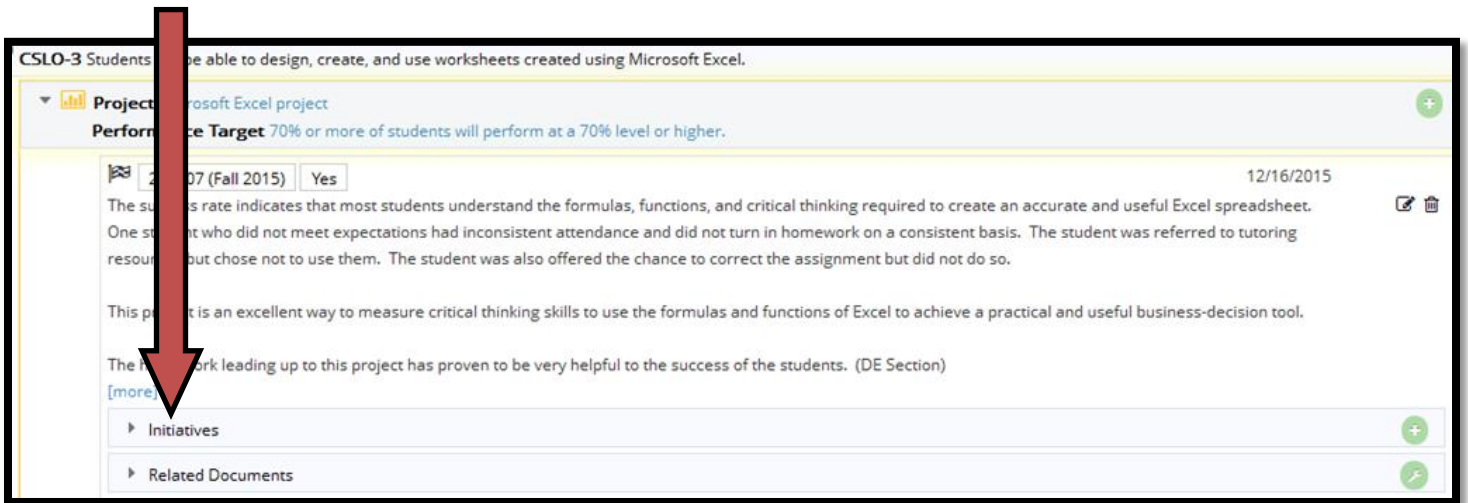 CSLO-3 Students be able to design, create, and use worksheets created using Microsoft Excel.
Project rosoft Excel project
Perform ce Target 70% or more of students will perform at a 70% level or higher.
2 07 (Fall 2015) Yes 12/16/2015
The su s rate indicates that most students understand the formulas, functions, and critical thinking required to create an accurate and useful Excel spreadsheet.
One st nt who did not meet expectations had inconsistent attendance and did not turn in homework on a consistent basis. The student was referred to tutoring
resour but chose not to use them. The student was also offered the chance to correct the assignment but did not do so.
This p t is an excellent way to measure critical thinking skills to use the formulas and functions of Excel to achieve a practical and useful business-decision tool.
The h ork leading up to this project has proven to be very helpful to the success of the students. (DE Section)
[more]
Initiatives
Related Documents